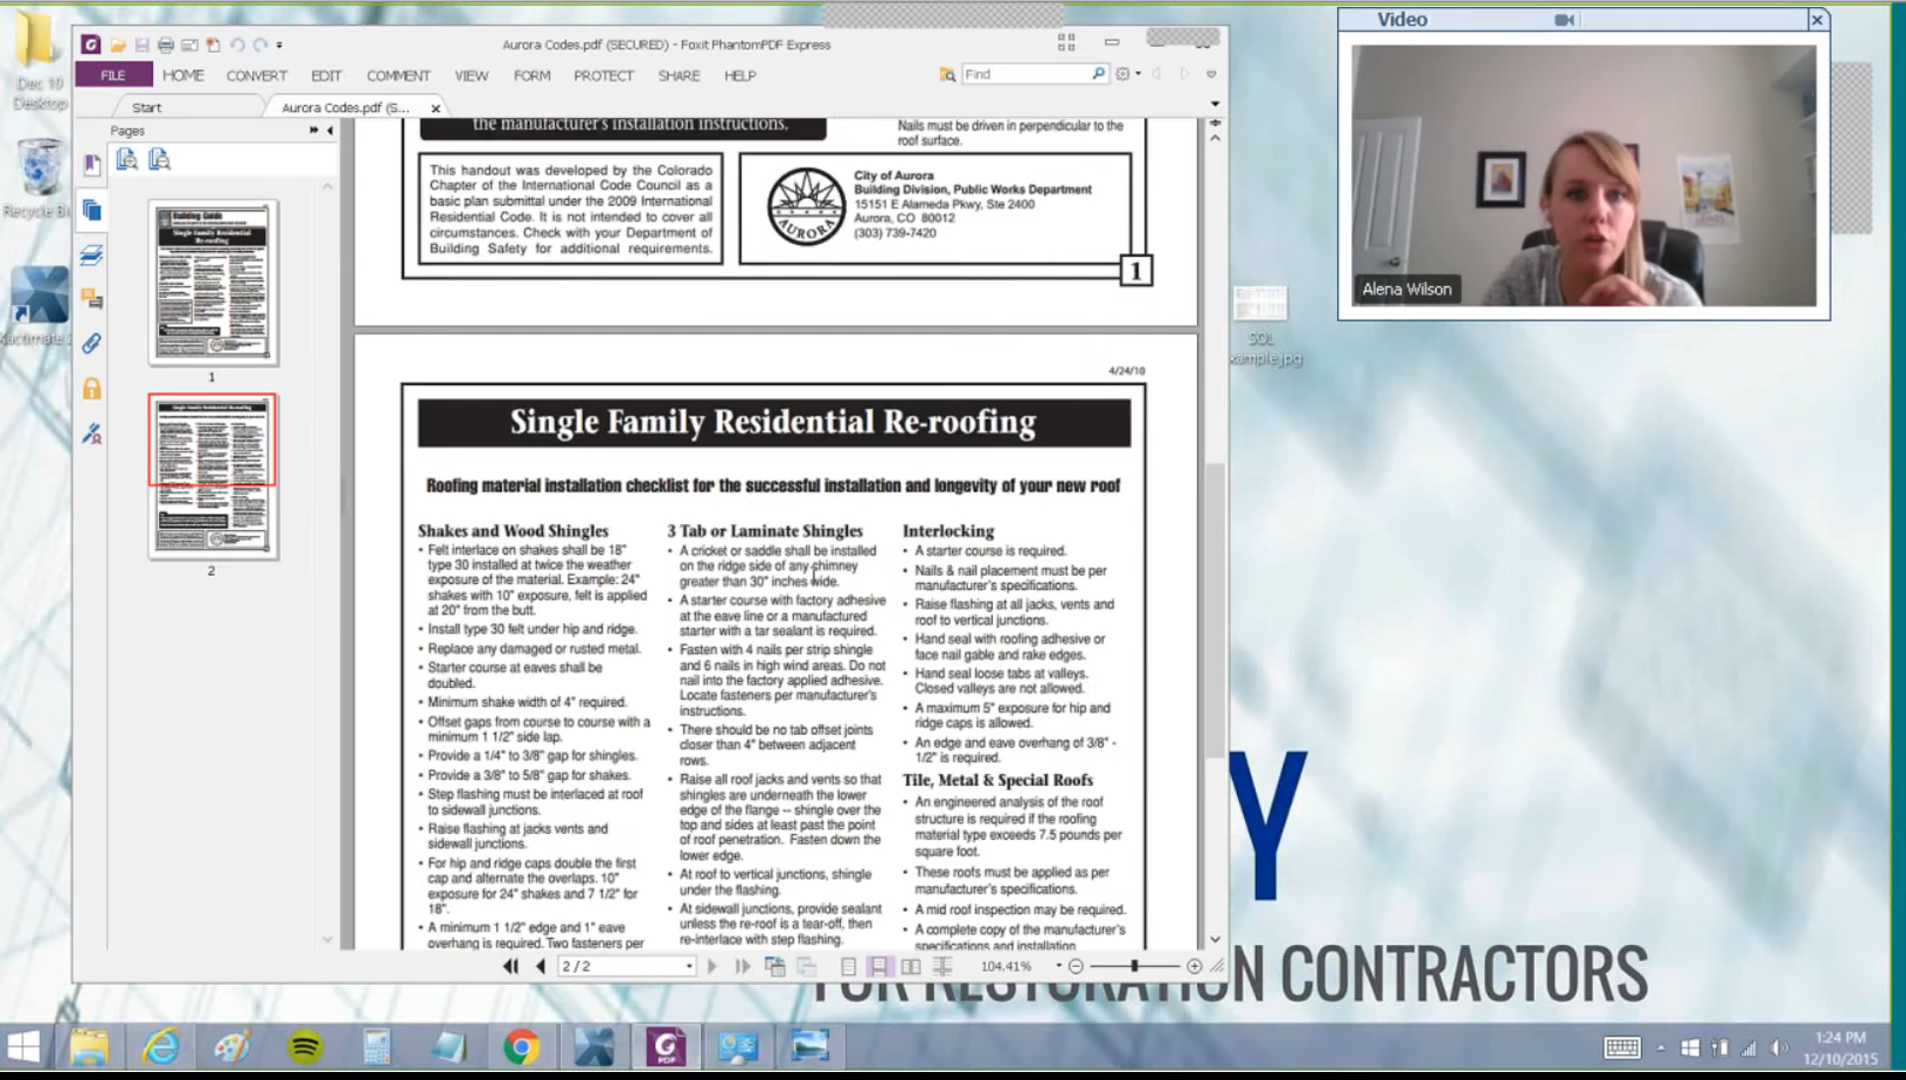 Dec 10
Desktop
Recycle Bi
Aurora Codes.pdf (SECURED) - Foxit PhantomPDF Express
FILE HOME CONVERT EDIT COMMENT VIEW FORM PROTECT SHARE HELP
Find
Start
Aurora Codes.pdf (S...
Pages
1
2
the manufacturer's installation instructions.
Nails must be driven in perpendicular to the
roof surface.
This handout was developed by the Colorado
Chapter of the International Code Council as a
basic plan submittal under the 2009 International
Residential Code. It is not intended to cover all
circumstances. Check with your Department of
Building Safety for additional requirements.
AURORA
City of Aurora
Building Division, Public Works Department
15151 E Alameda Pkwy, Ste 2400
Aurora, CO 80012
(303) 739-7420
1
4/24/10
Single Family Residential Re-roofing
Roofing material installation checklist for the successful installation and longevity of your new roof
Shakes and Wood Shingles
• Felt interlace on shakes shall be 18"
type 30 installed at twice the weather
exposure of the material. Example: 24"
shakes with 10" exposure, felt is applied
at 20" from the butt.
• Install type 30 felt under hip and ridge.
• Replace any damaged or rusted metal.
• Starter course at eaves shall be
doubled.
• Minimum shake width of 4" required.
• Offset gaps from course to course with a
minimum 1 1/2" side lap.
• Provide a 1/4" to 3/8" gap for shingles.
• Provide a 3/8" to 5/8" gap for shakes.
• Step flashing must be interlaced at roof
to sidewall junctions.
• Raise flashing at jacks vents and
sidewall junctions.
• For hip and ridge caps double the first
cap and alternate the overlaps. 10"
exposure for 24" shakes and 7 1/2" for
18".
• A minimum 1 1/2" edge and 1" eave
overhang is required. Two fasteners per
3 Tab or Laminate Shingles
• A cricket or saddle shall be installed
on the ridge side of any chimney
greater than 30" inches wide.
• A starter course with factory adhesive
at the eave line or a manufactured
starter with a tar sealant is required.
• Fasten with 4 nails per strip shingle
and 6 nails in high wind areas. Do not
nail into the factory applied adhesive.
Locate fasteners per manufacturer's
instructions.
• There should be no tab offset joints
closer than 4" between adjacent
rows.
• Raise all roof jacks and vents so that
shingles are underneath the lower
edge of the flange -- shingle over the
top and sides at least past the point
of roof penetration. Fasten down the
lower edge.
• At roof to vertical junctions, shingle
under the flashing.
• At sidewall junctions, provide sealant
unless the re-roof is a tear-off, then
re-interlace with step flashing.
Interlocking
• A starter course is required.
• Nails & nail placement must be per
manufacturer's specifications.
• Raise flashing at all jacks, vents and
roof to vertical junctions.
• Hand seal with roofing adhesive or
face nail gable and rake edges.
• Hand seal loose tabs at valleys.
Closed valleys are not allowed.
• A maximum 5" exposure for hip and
ridge caps is allowed.
• An edge and eave overhang of 3/8" -
1/2" is required.
Tile, Metal & Special Roofs
• An engineered analysis of the roof
structure is required if the roofing
material type exceeds 7.5 pounds per
square foot.
• These roofs must be applied as per
manufacturer's specifications.
• A mid roof inspection may be required.
• A complete copy of the manufacturer's
specifications and installation
2 / 2
104.41%
Video
Alena Wilson
Y
N CONTRACTORS
PDF
1:24 PM
12/10/2015